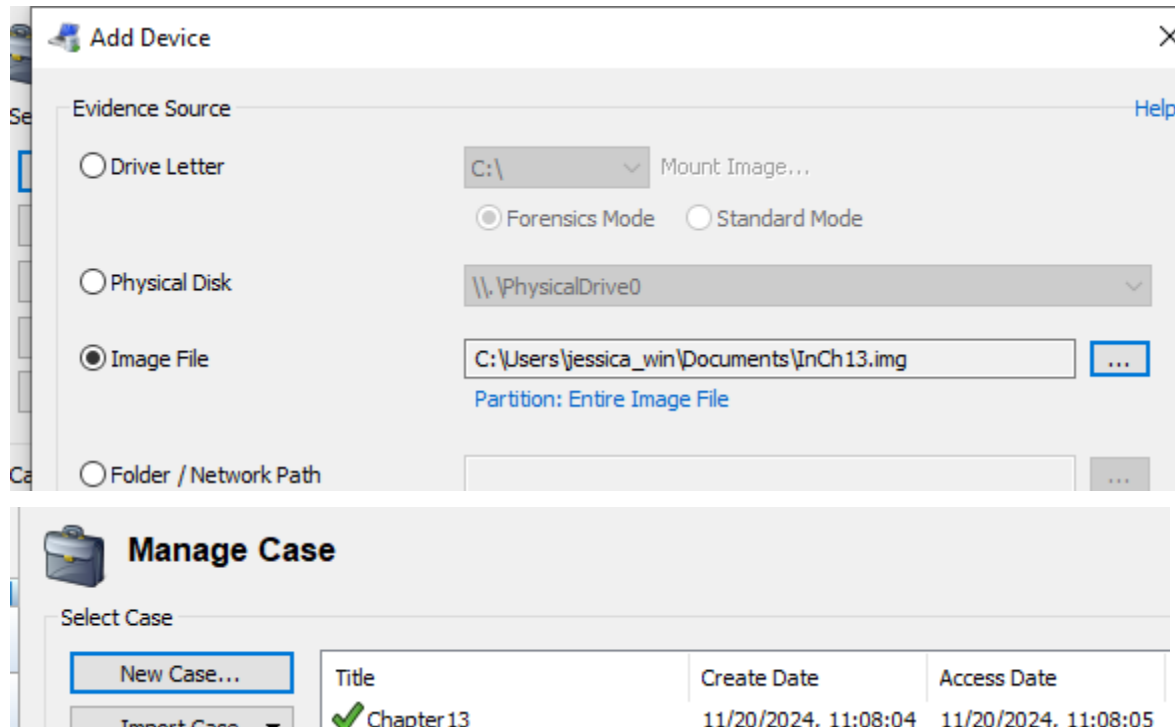 Add Device
Evidence Source Help
Drive Letter C:\ Mount Image...
Forensics Mode Standard Mode
Physical Disk \\.\PhysicalDrive0
Image File C:\Users\jessica_win\Documents\InCh13.img ...
Partition: Entire Image File
Folder / Network Path ...
Manage Case
Select Case
New Case... Title Create Date Access Date
Import Case... Chapter13 11/20/2024, 11:08:04 11/20/2024, 11:08:05